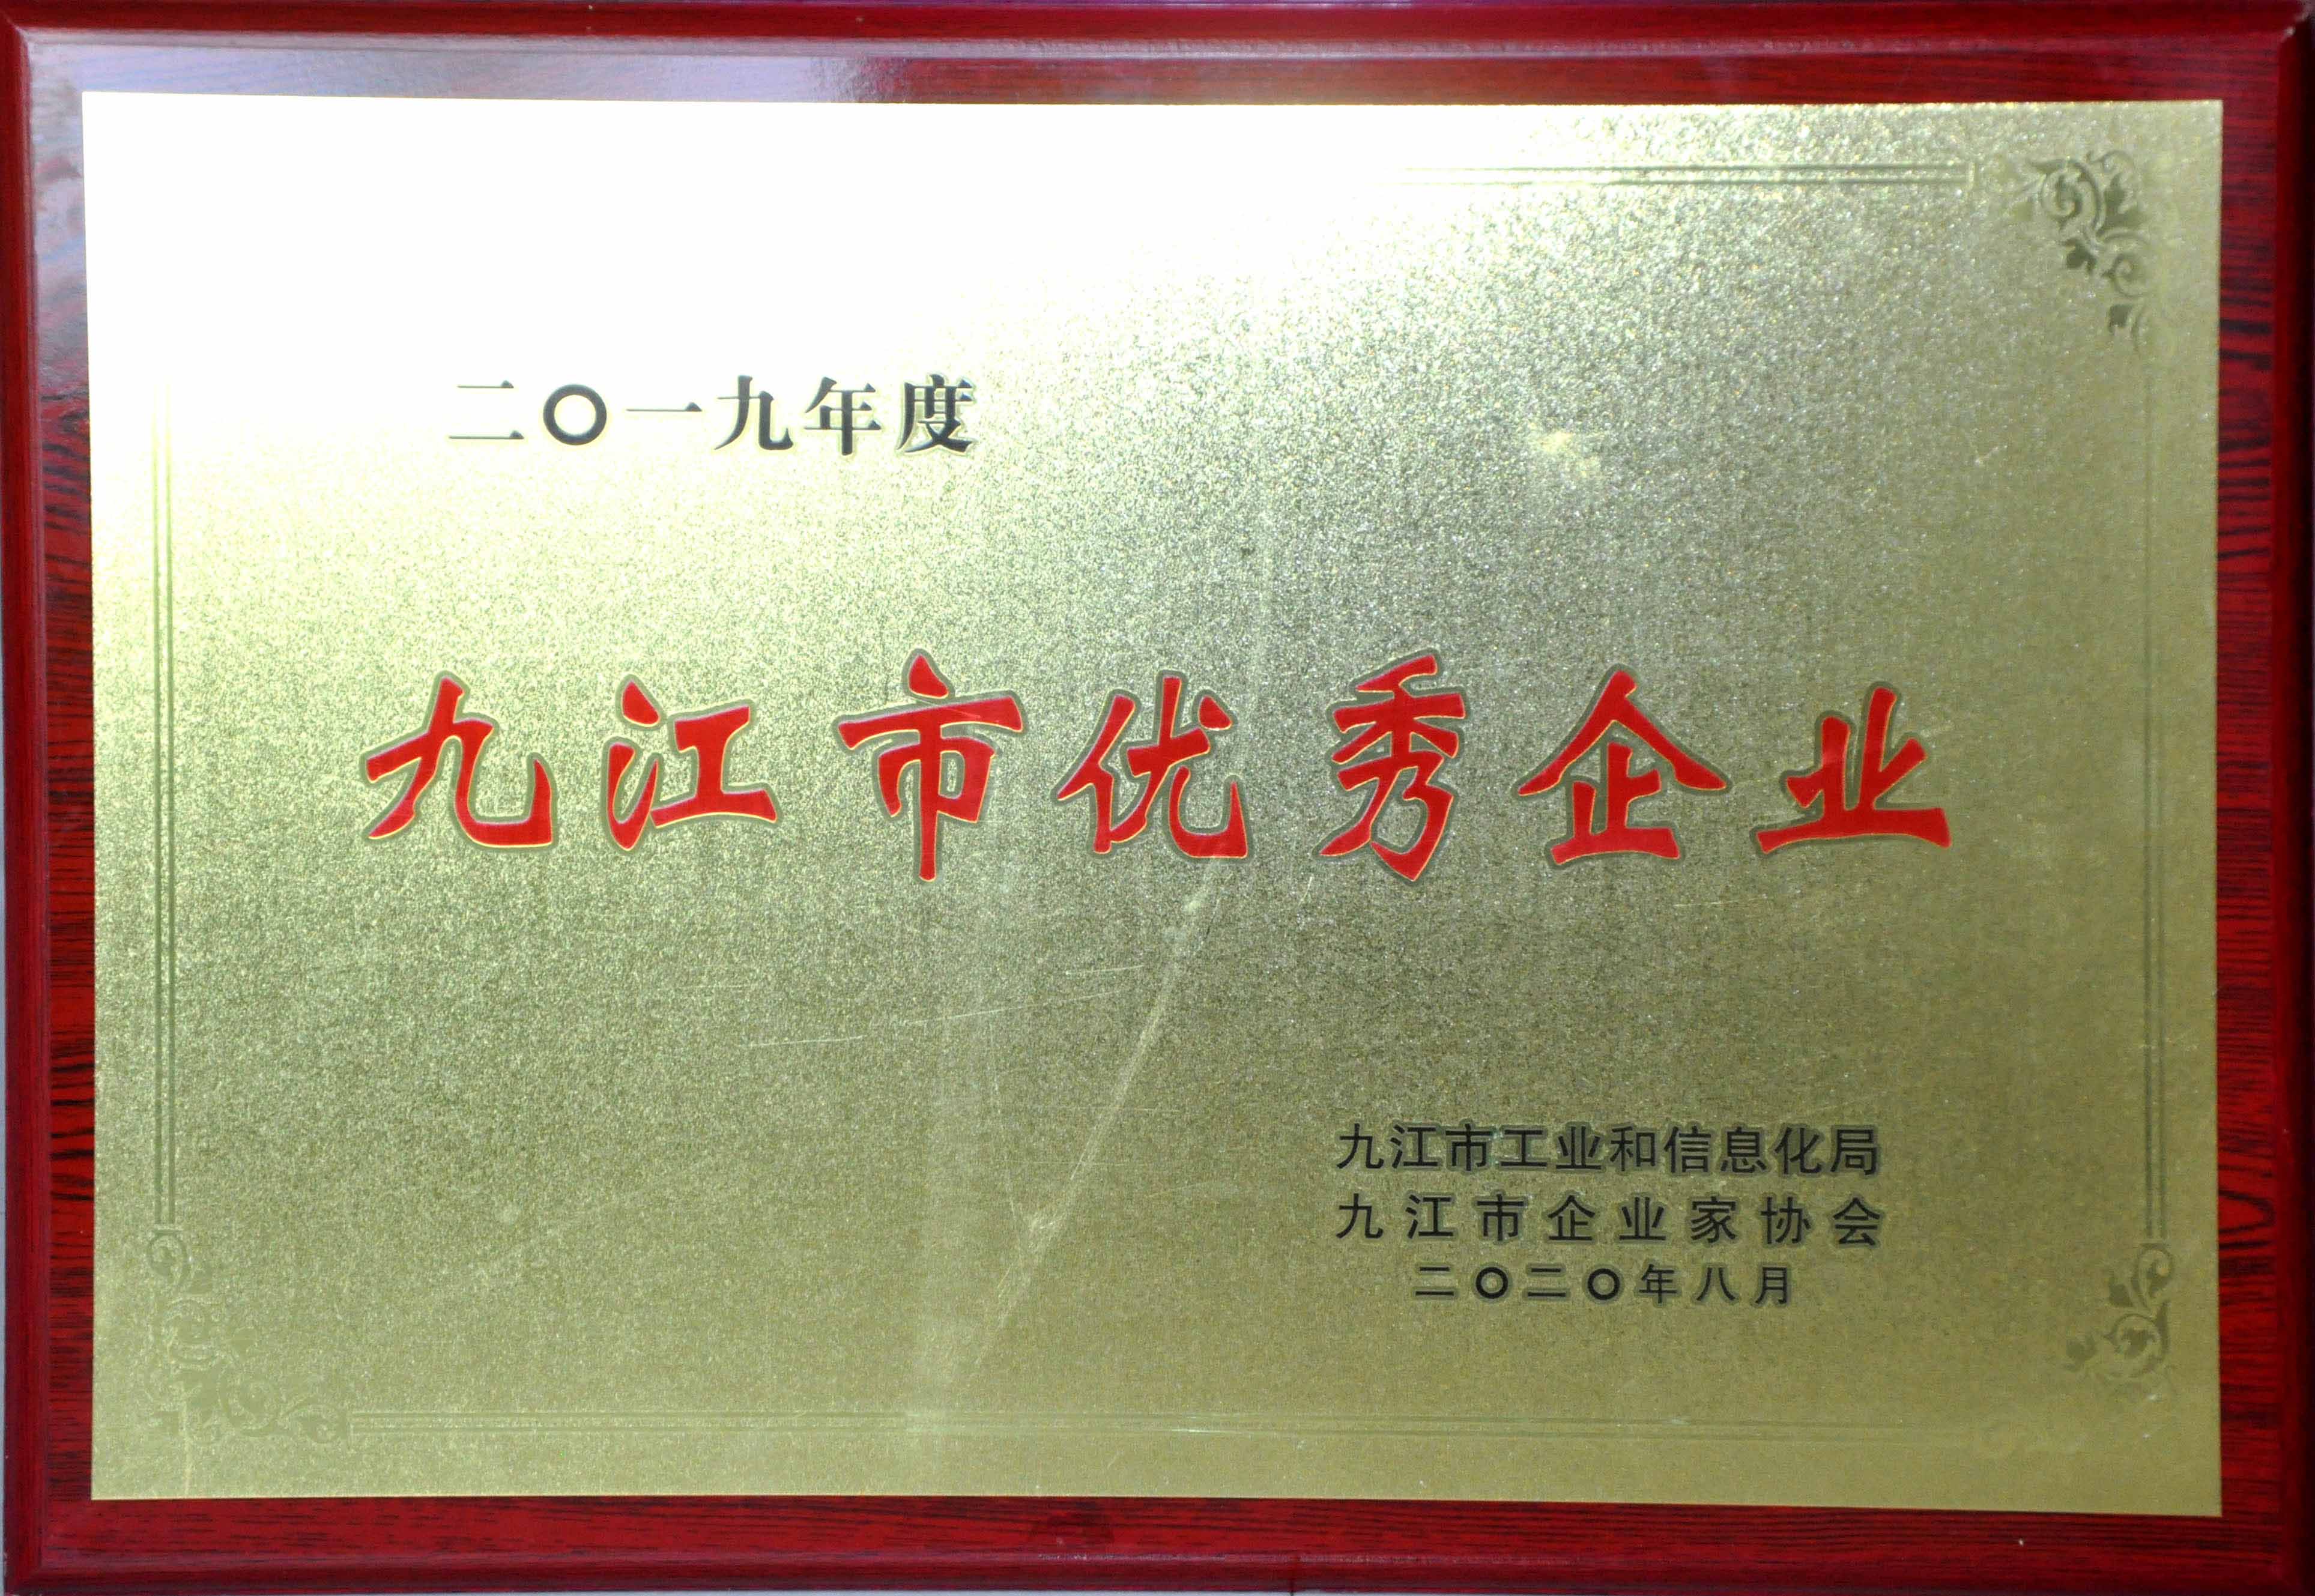 二〇一九年度
九江市优秀企业
九江市工业和信息化局
九江市企业家协会
二〇二〇年八月